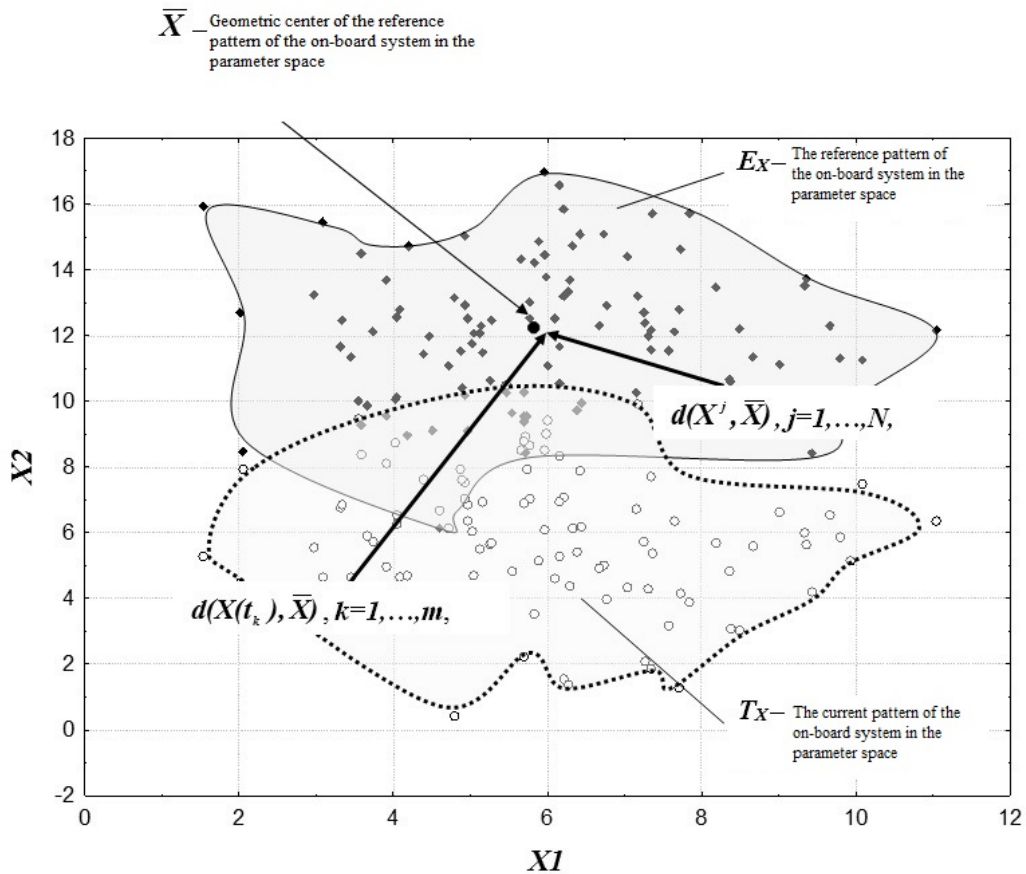 X̅ — Geometric center of the reference
pattern of the on-board system in the
parameter space
18
16
14
12
10
8
6
4
2
0
-2
X2
E_X — The reference pattern of
the on-board system in the
parameter space
d(X^j, X̅), j=1,...,N,
d(X(t_k), X̅), k=1,...,m,
T_X — The current pattern of the
on-board system in the
parameter space
0 2 4 6 8 10 12
X1